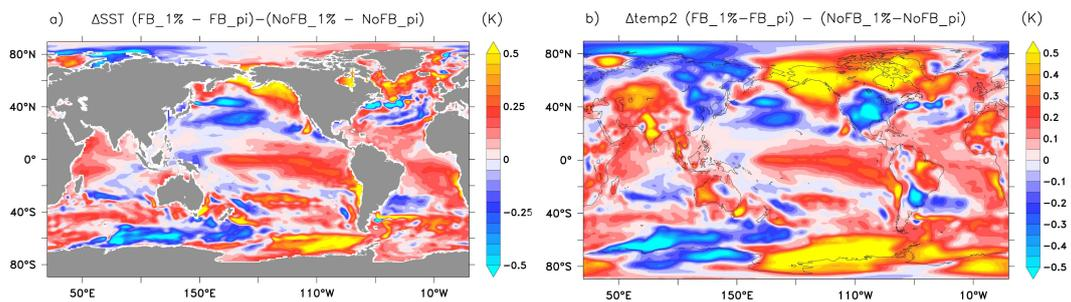 a) ΔSST (FB_1% – FB_pi)–(NoFB_1% – NoFB_pi) (K)
80°N
40°N
0°
40°S
80°S
50°E 150°E 110°W 10°W
0.5
0.25
0
−0.25
−0.5
b) Δtemp2 (FB_1%–FB_pi) – (NoFB_1%–NoFB_pi) (K)
80°N
40°N
0°
40°S
80°S
50°E 150°E 110°W 10°W
0.5
0.4
0.3
0.2
0.1
0
−0.1
−0.2
−0.3
−0.4
−0.5